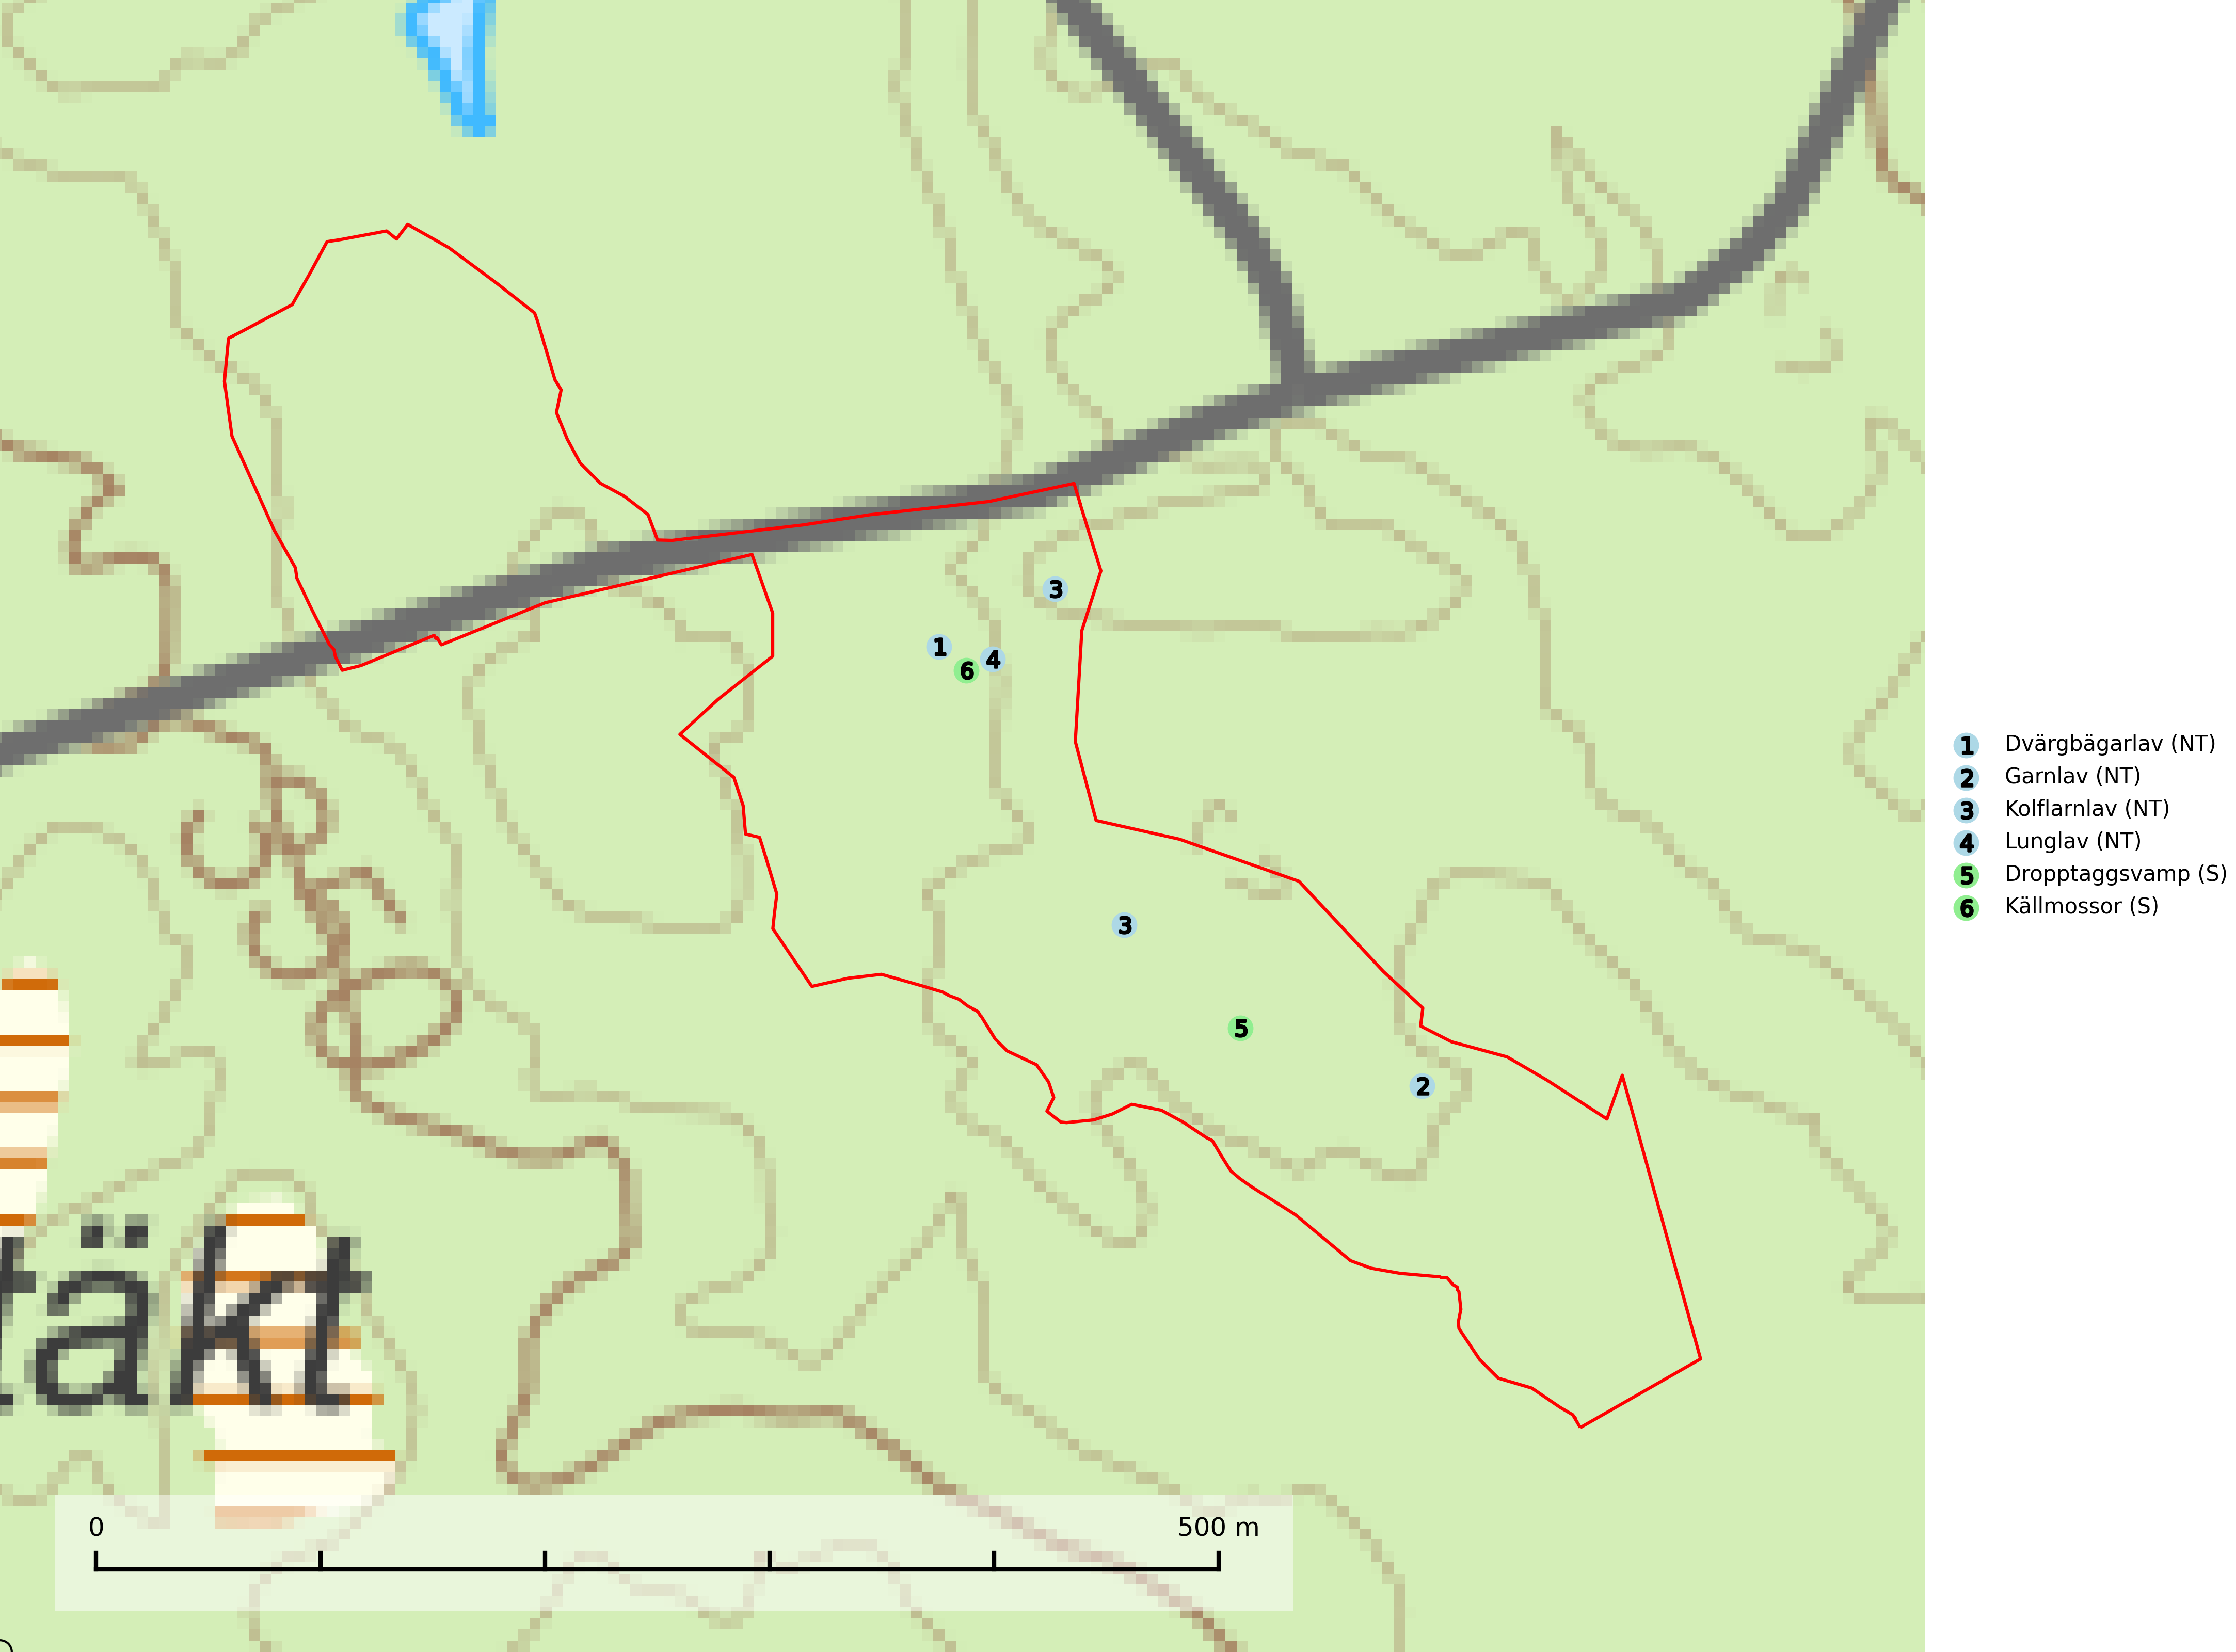 3
1
4
6
3
5
2
1 Dvärgbägarlav (NT)
2 Garnlav (NT)
3 Kolflarnlav (NT)
4 Lunglav (NT)
5 Dropptaggsvamp (S)
6 Källmossor (S)
täkt
0 500 m